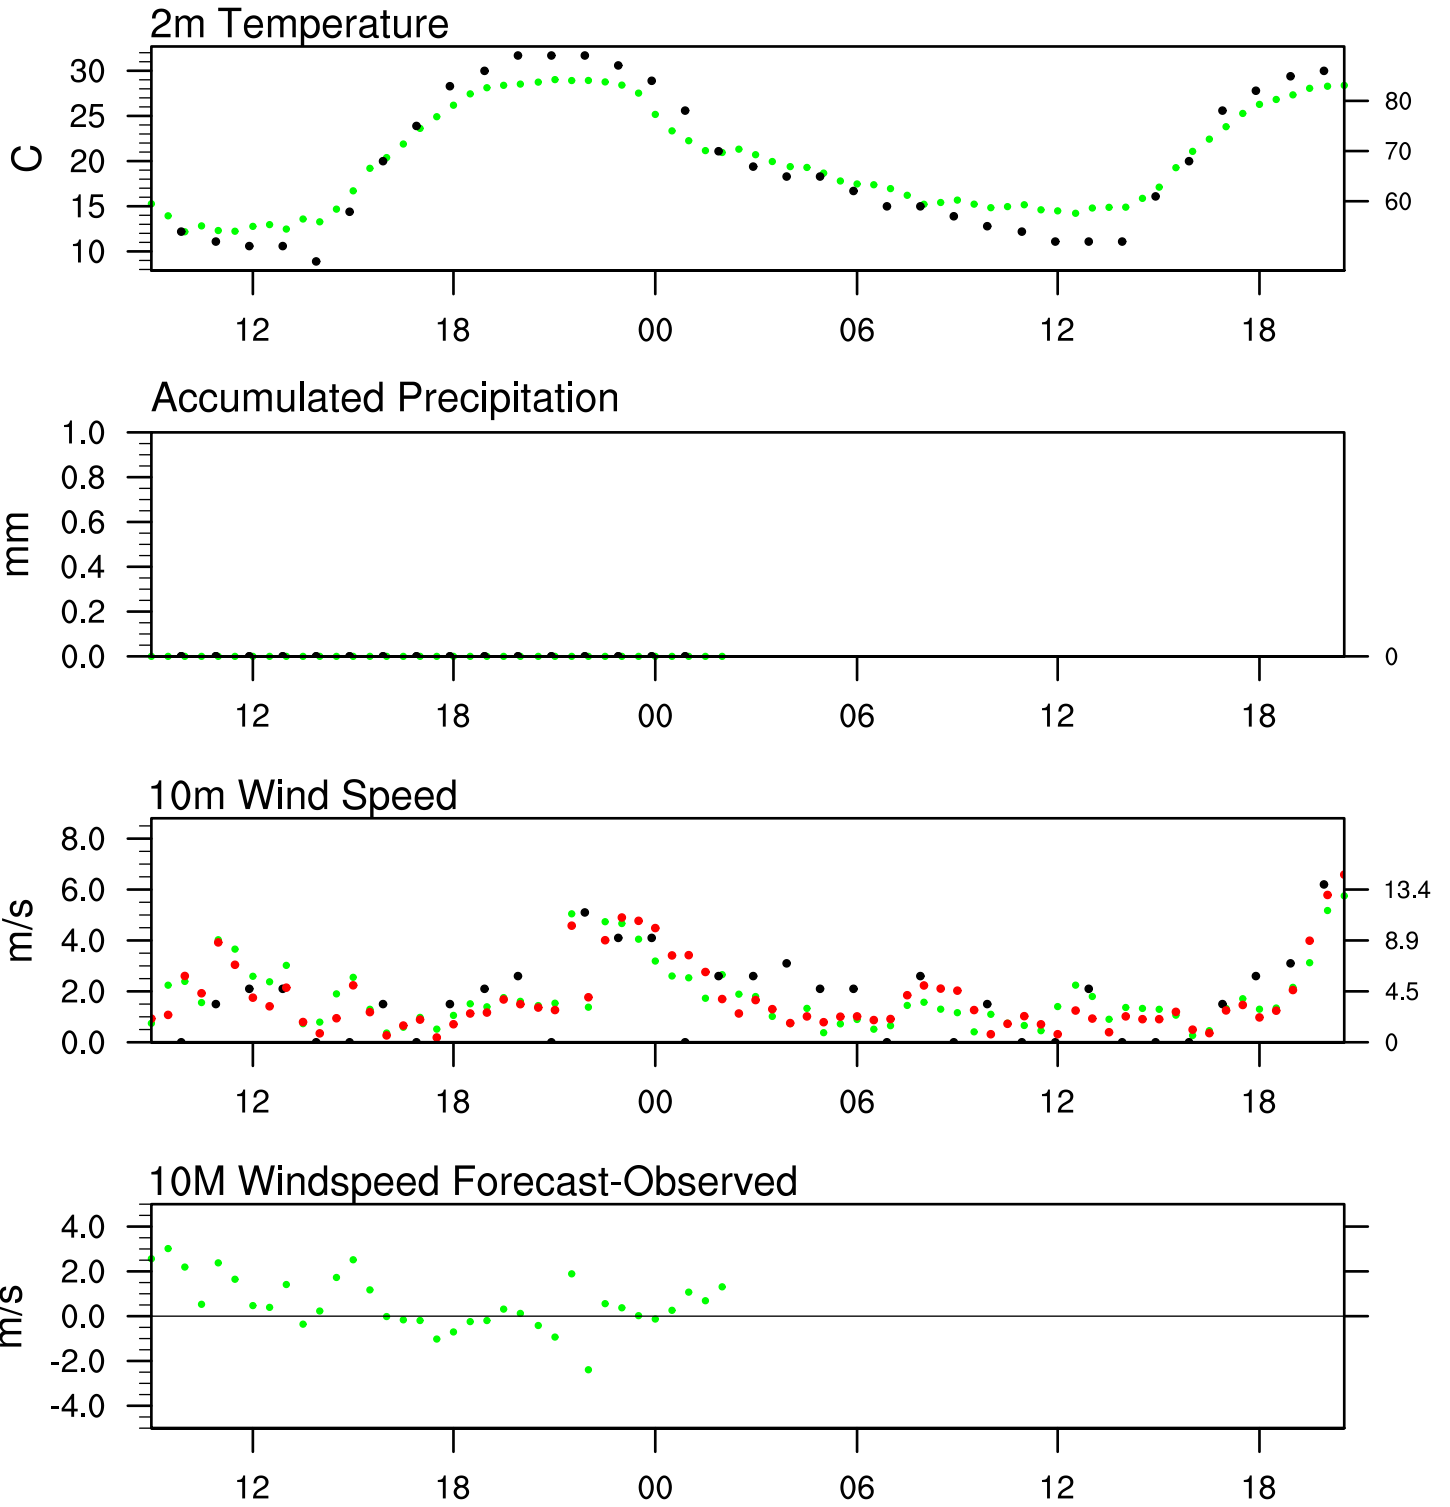 2m Temperature
30
25
20
15
10
C
80
70
60
12 18 00 06 12 18
Accumulated Precipitation
1.0
0.8
0.6
0.4
0.2
0.0
mm
0
12 18 00 06 12 18
10m Wind Speed
8.0
6.0
4.0
2.0
0.0
m/s
13.4
8.9
4.5
0
12 18 00 06 12 18
10M Windspeed Forecast-Observed
4.0
2.0
0.0
-2.0
-4.0
m/s
12 18 00 06 12 18